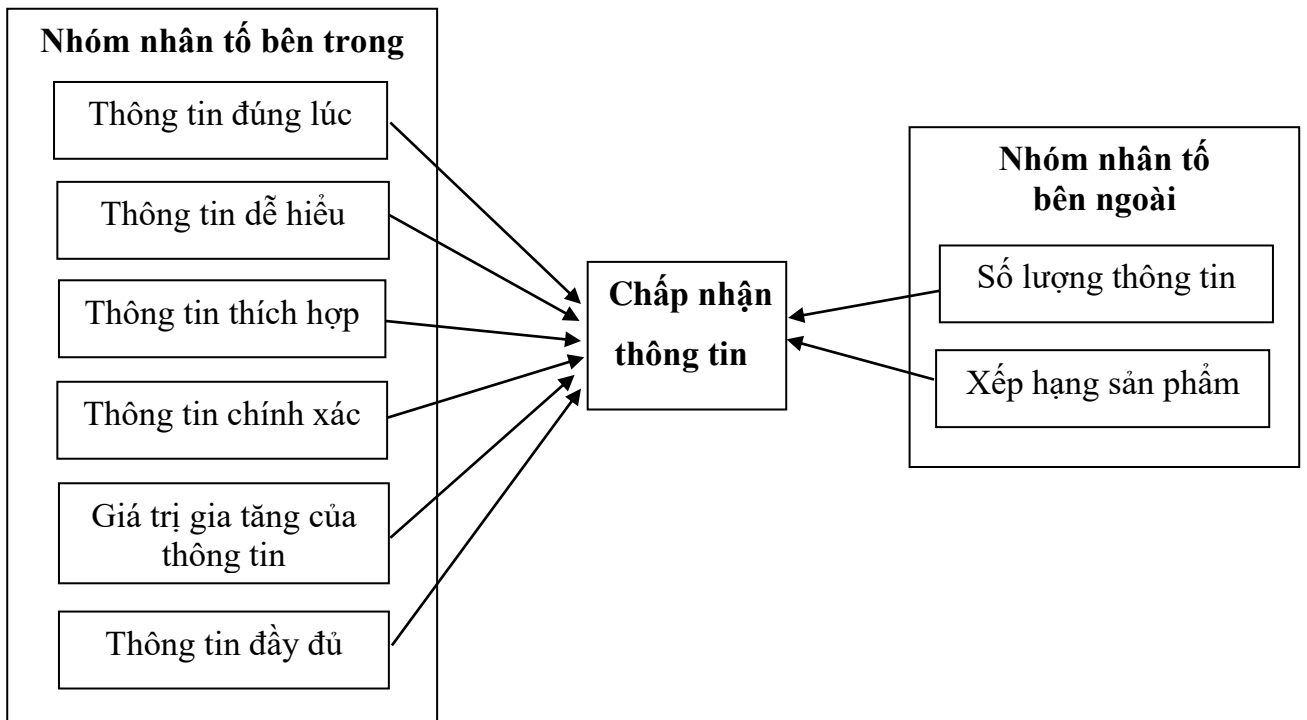 Nhóm nhân tố bên trong
Thông tin đúng lúc
Thông tin dễ hiểu
Thông tin thích hợp
Thông tin chính xác
Giá trị gia tăng của
thông tin
Thông tin đầy đủ
Chấp nhận
thông tin
Nhóm nhân tố
bên ngoài
Số lượng thông tin
Xếp hạng sản phẩm